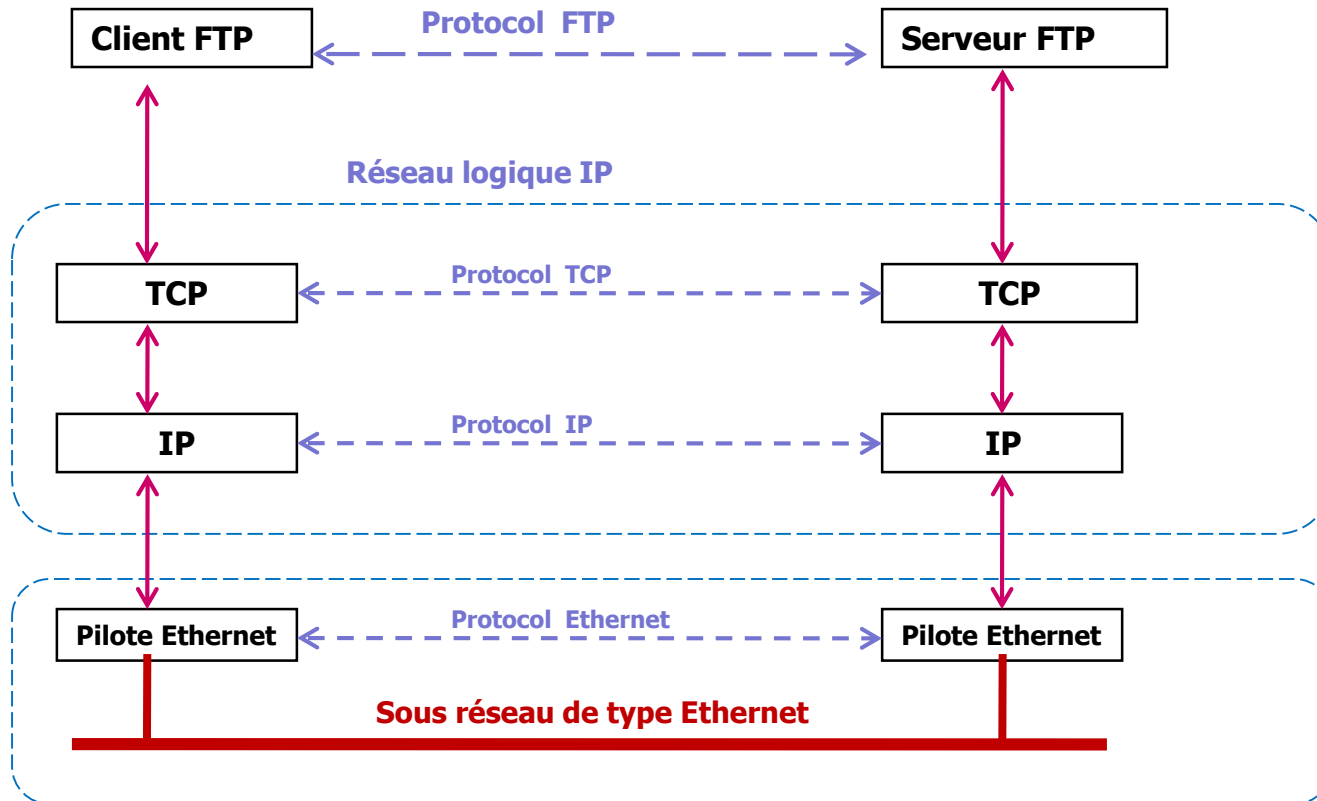 Client FTP
Protocol FTP
Serveur FTP
Réseau logique IP
TCP
Protocol TCP
TCP
IP
Protocol IP
IP
Pilote Ethernet
Protocol Ethernet
Pilote Ethernet
Sous réseau de type Ethernet